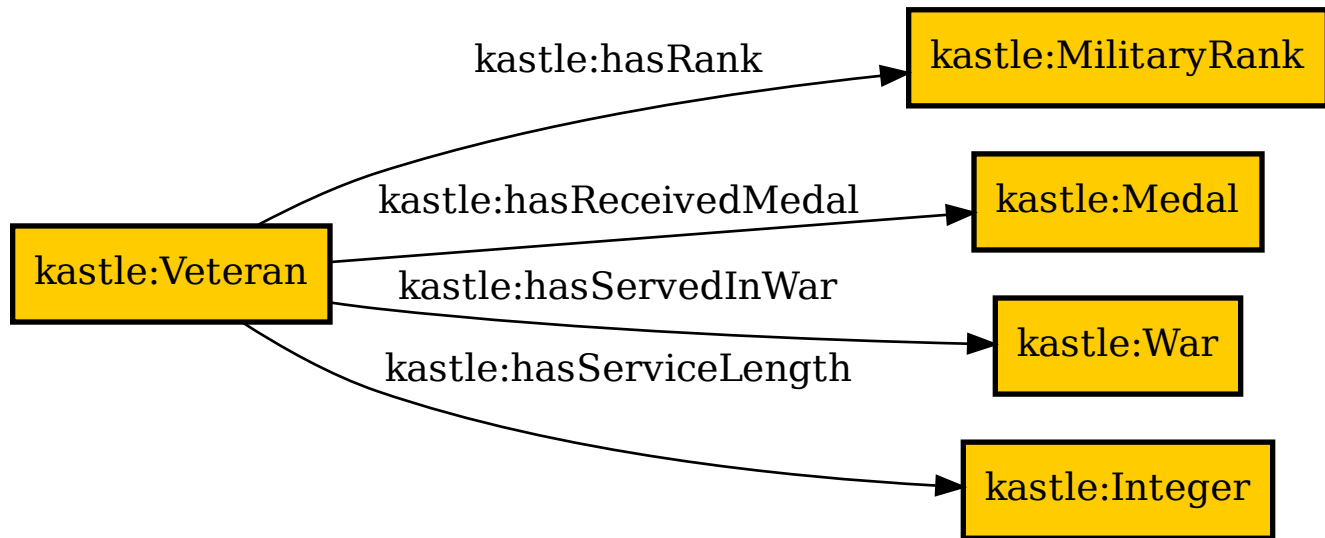 kastle:hasRank
kastle:MilitaryRank
kastle:hasReceivedMedal
kastle:Medal
kastle:Veteran
kastle:hasServedInWar
kastle:War
kastle:hasServiceLength
kastle:Integer